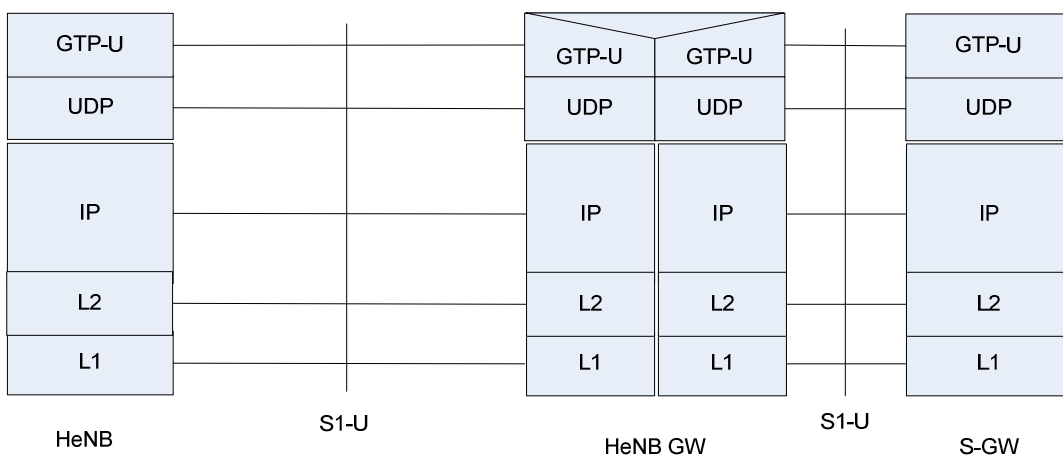 GTP-U GTP-U GTP-U GTP-U
UDP UDP UDP UDP
IP IP IP IP
L2 L2 L2 L2
L1 L1 L1 L1
HeNB S1-U HeNB GW S1-U S-GW